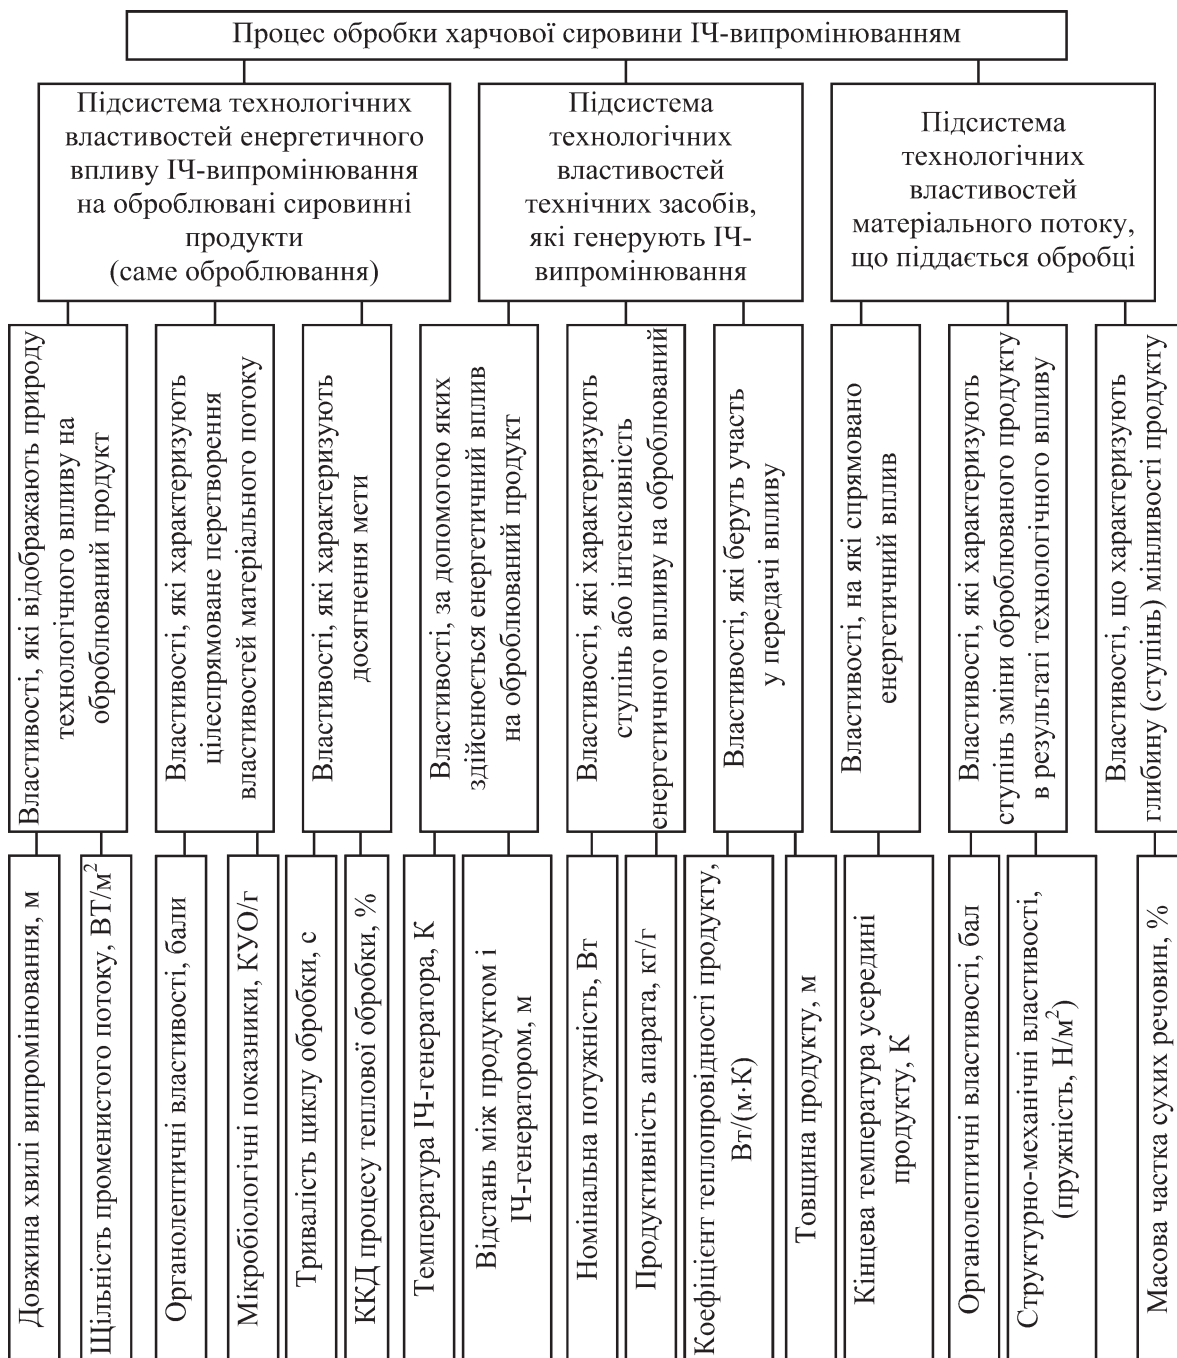 Процес обробки харчової сировини ІЧ-випромінюванням
Підсистема технологічних
властивостей енергетичного
впливу ІЧ-випромінювання
на оброблювані сировинні
продукти
(саме оброблювання)
Підсистема
технологічних
властивостей
технічних засобів,
які генерують ІЧ-
випромінювання
Підсистема
технологічних
властивостей
матеріального потоку,
що піддається обробці
Властивості, які відображають природу
технологічного впливу на
оброблюваний продукт
Властивості, які характеризують
цілеспрямоване перетворення
властивостей матеріального потоку
Властивості, які характеризують
досягнення мети
Властивості, за допомогою яких
здійснюється енергетичний вплив
на оброблюваний продукт
Властивості, які характеризують
ступінь або інтенсивність
енергетичного впливу на оброблюваний
Властивості, які беруть участь
у передачі впливу
Властивості, на які спрямовано
енергетичний вплив
Властивості, які характеризують
ступінь зміни оброблюваного продукту
в результаті технологічного впливу
Властивості, що характеризують
глибину (ступінь) мінливості продукту
Довжина хвилі випромінювання, м
Щільність променистого потоку, ВТ/м²
Органолептичні властивості, бали
Мікробіологічні показники, КУО/г
Тривалість циклу обробки, с
ККД процесу теплової обробки, %
Температура ІЧ-генератора, К
Відстань між продуктом і
ІЧ-генератором, м
Номінальна потужність, Вт
Продуктивність апарата, кг/г
Коефіцієнт теплопровідності продукту,
Вт/(м·К)
Товщина продукту, м
Кінцева температура усередині
продукту, К
Органолептичні властивості, бал
Структурно-механічні властивості,
(пружність, Н/м²)
Масова частка сухих речовин, %